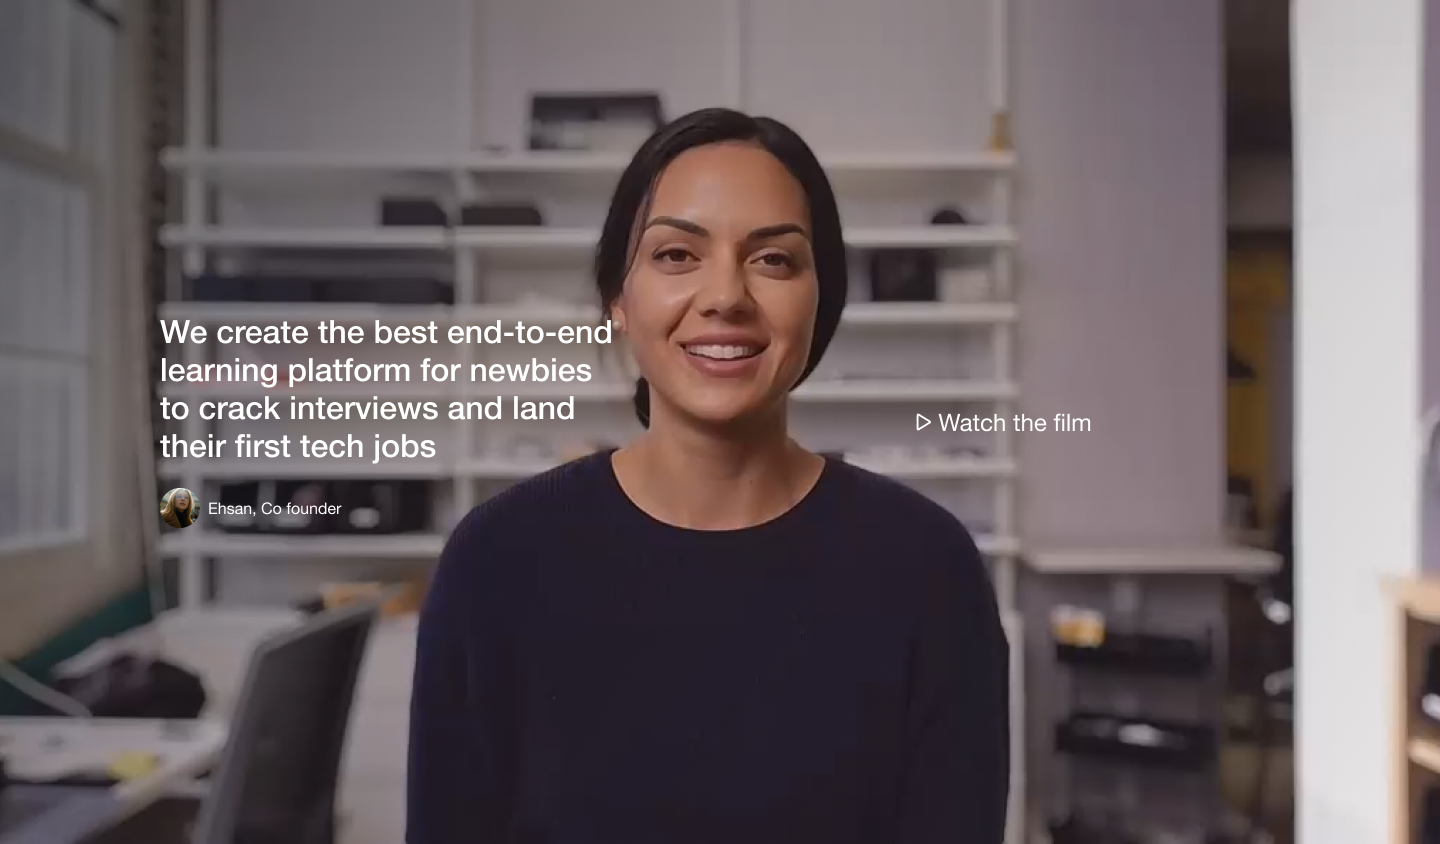 We create the best end-to-end
learning platform for newbies
to crack interviews and land
their first tech jobs
Ehsan, Co founder
Watch the film